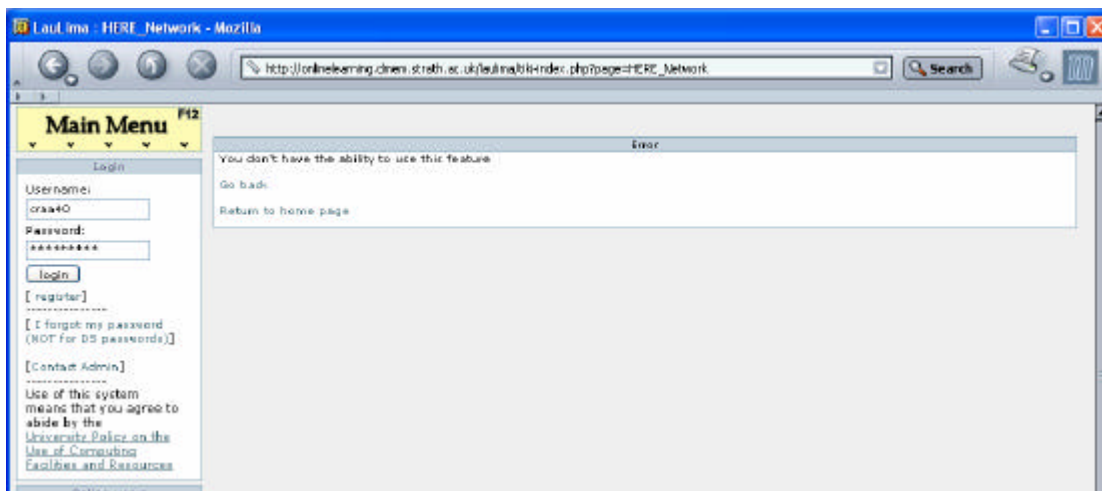 LauLima : HERE_Network - Mozilla
http://onlinelearning.dmem.strath.ac.uk/laulima/tiki-index.php?page=HERE_Network
Search
Main Menu
F12
Login
Username:
craa40
Password:
*********
login
[ register]
---------------
[ I forgot my password
(NOT for DS passwords)]
[Contact Admin]
---------------
Use of this system
means that you agree to
abide by the
University Policy on the
Use of Computing
Facilities and Resources
Error
You don't have the ability to use this feature
Go back
Return to home page